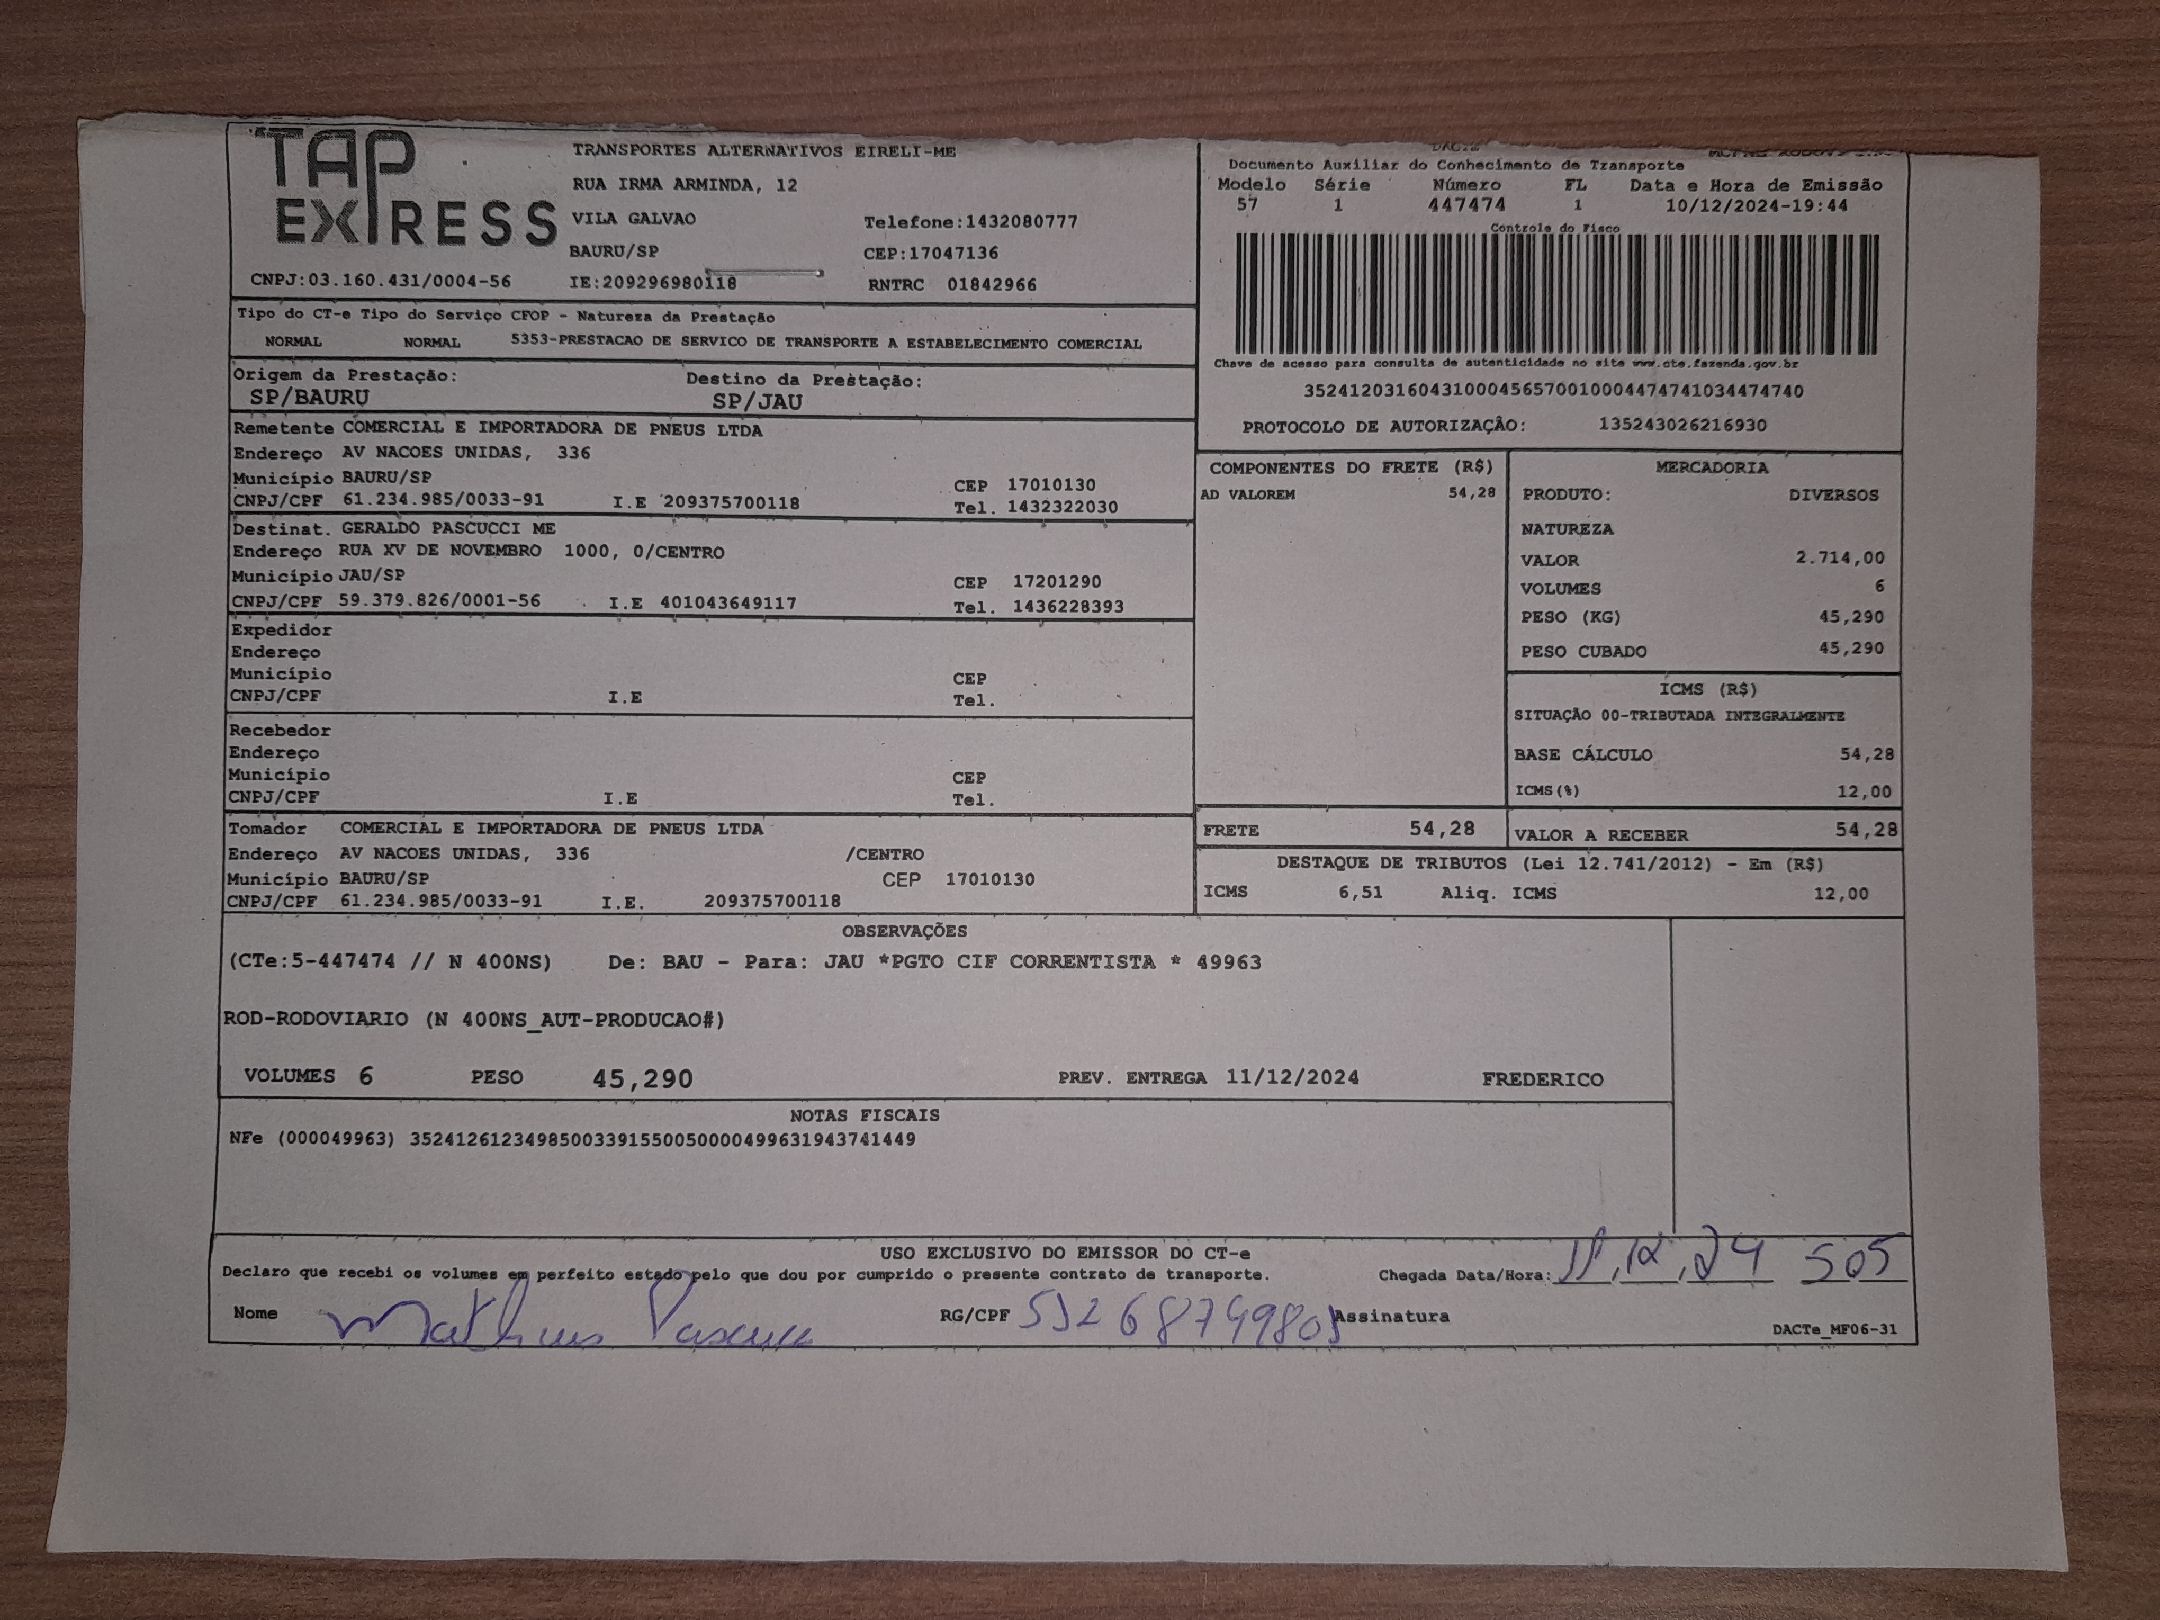 TAP EXPRESS
TRANSPORTES ALTERNATIVOS EIRELI-ME
RUA IRMA ARMINDA, 12
VILA GALVAO Telefone:1432080777
BAURU/SP CEP:17047136
CNPJ:03.160.431/0004-56 IE:209296980118 RNTRC 01842966
Documento Auxiliar do Conhecimento de Transporte
Modelo Série Número FL Data e Hora de Emissão
57 1 447474 1 10/12/2024-19:44
Controle do Fisco
Chave de acesso para consulta de autenticidade no site www.cte.fazenda.gov.br
35241203160431000456570010004474741034474740
PROTOCOLO DE AUTORIZAÇÃO: 135243026216930
Tipo do CT-e Tipo do Serviço CFOP - Natureza da Prestação
NORMAL NORMAL 5353-PRESTACAO DE SERVICO DE TRANSPORTE A ESTABELECIMENTO COMERCIAL
Origem da Prestação: Destino da Prestação:
SP/BAURU SP/JAU
Remetente COMERCIAL E IMPORTADORA DE PNEUS LTDA
Endereço AV NACOES UNIDAS, 336
Município BAURU/SP CEP 17010130
CNPJ/CPF 61.234.985/0033-91 I.E 209375700118 Tel. 1432322030
Destinat. GERALDO PASCUCCI ME
Endereço RUA XV DE NOVEMBRO 1000, 0/CENTRO
Município JAU/SP CEP 17201290
CNPJ/CPF 59.379.826/0001-56 I.E 401043649117 Tel. 1436228393
Expedidor
Endereço
Município CEP
CNPJ/CPF I.E Tel.
Recebedor
Endereço
Município CEP
CNPJ/CPF I.E Tel.
Tomador COMERCIAL E IMPORTADORA DE PNEUS LTDA
Endereço AV NACOES UNIDAS, 336 /CENTRO
Município BAURU/SP CEP 17010130
CNPJ/CPF 61.234.985/0033-91 I.E. 209375700118
COMPONENTES DO FRETE (R$)
AD VALOREM 54,28
MERCADORIA
PRODUTO: DIVERSOS
NATUREZA
VALOR 2.714,00
VOLUMES 6
PESO (KG) 45,290
PESO CUBADO 45,290
ICMS (R$)
SITUAÇÃO 00-TRIBUTADA INTEGRALMENTE
BASE CÁLCULO 54,28
ICMS(%) 12,00
FRETE 54,28 VALOR A RECEBER 54,28
DESTAQUE DE TRIBUTOS (Lei 12.741/2012) - Em (R$)
ICMS 6,51 Aliq. ICMS 12,00
OBSERVAÇÕES
(CTe:5-447474 // N 400NS) De: BAU - Para: JAU *PGTO CIF CORRENTISTA * 49963
ROD-RODOVIARIO (N 400NS_AUT-PRODUCAO#)
VOLUMES 6 PESO 45,290 PREV. ENTREGA 11/12/2024 FREDERICO
NOTAS FISCAIS
NFe (000049963) 35241261234985003391550050000499631943741449
USO EXCLUSIVO DO EMISSOR DO CT-e
Declaro que recebi os volumes em perfeito estado pelo que dou por cumprido o presente contrato de transporte. Chegada Data/Hora: 11,12,24 505
Nome Matheus RG/CPF Assinatura
DACTe_MF06-31